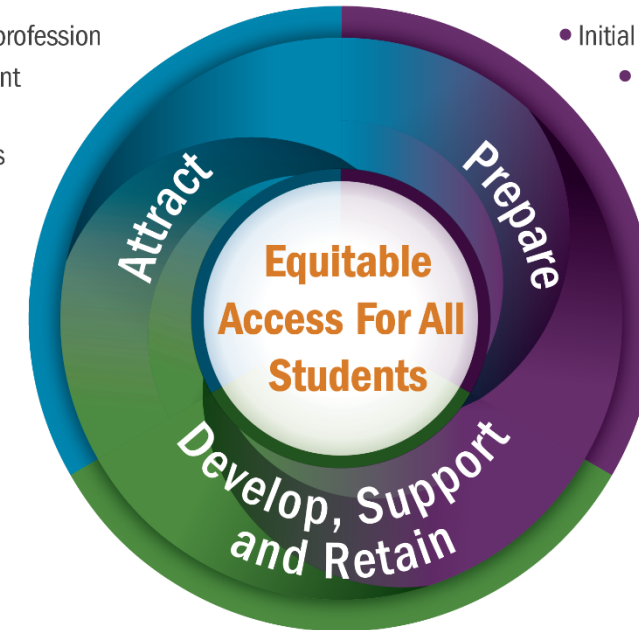 profession
nt
s
• Initial
•
Attract
Prepare
Equitable
Access For All
Students
Develop, Support
and Retain